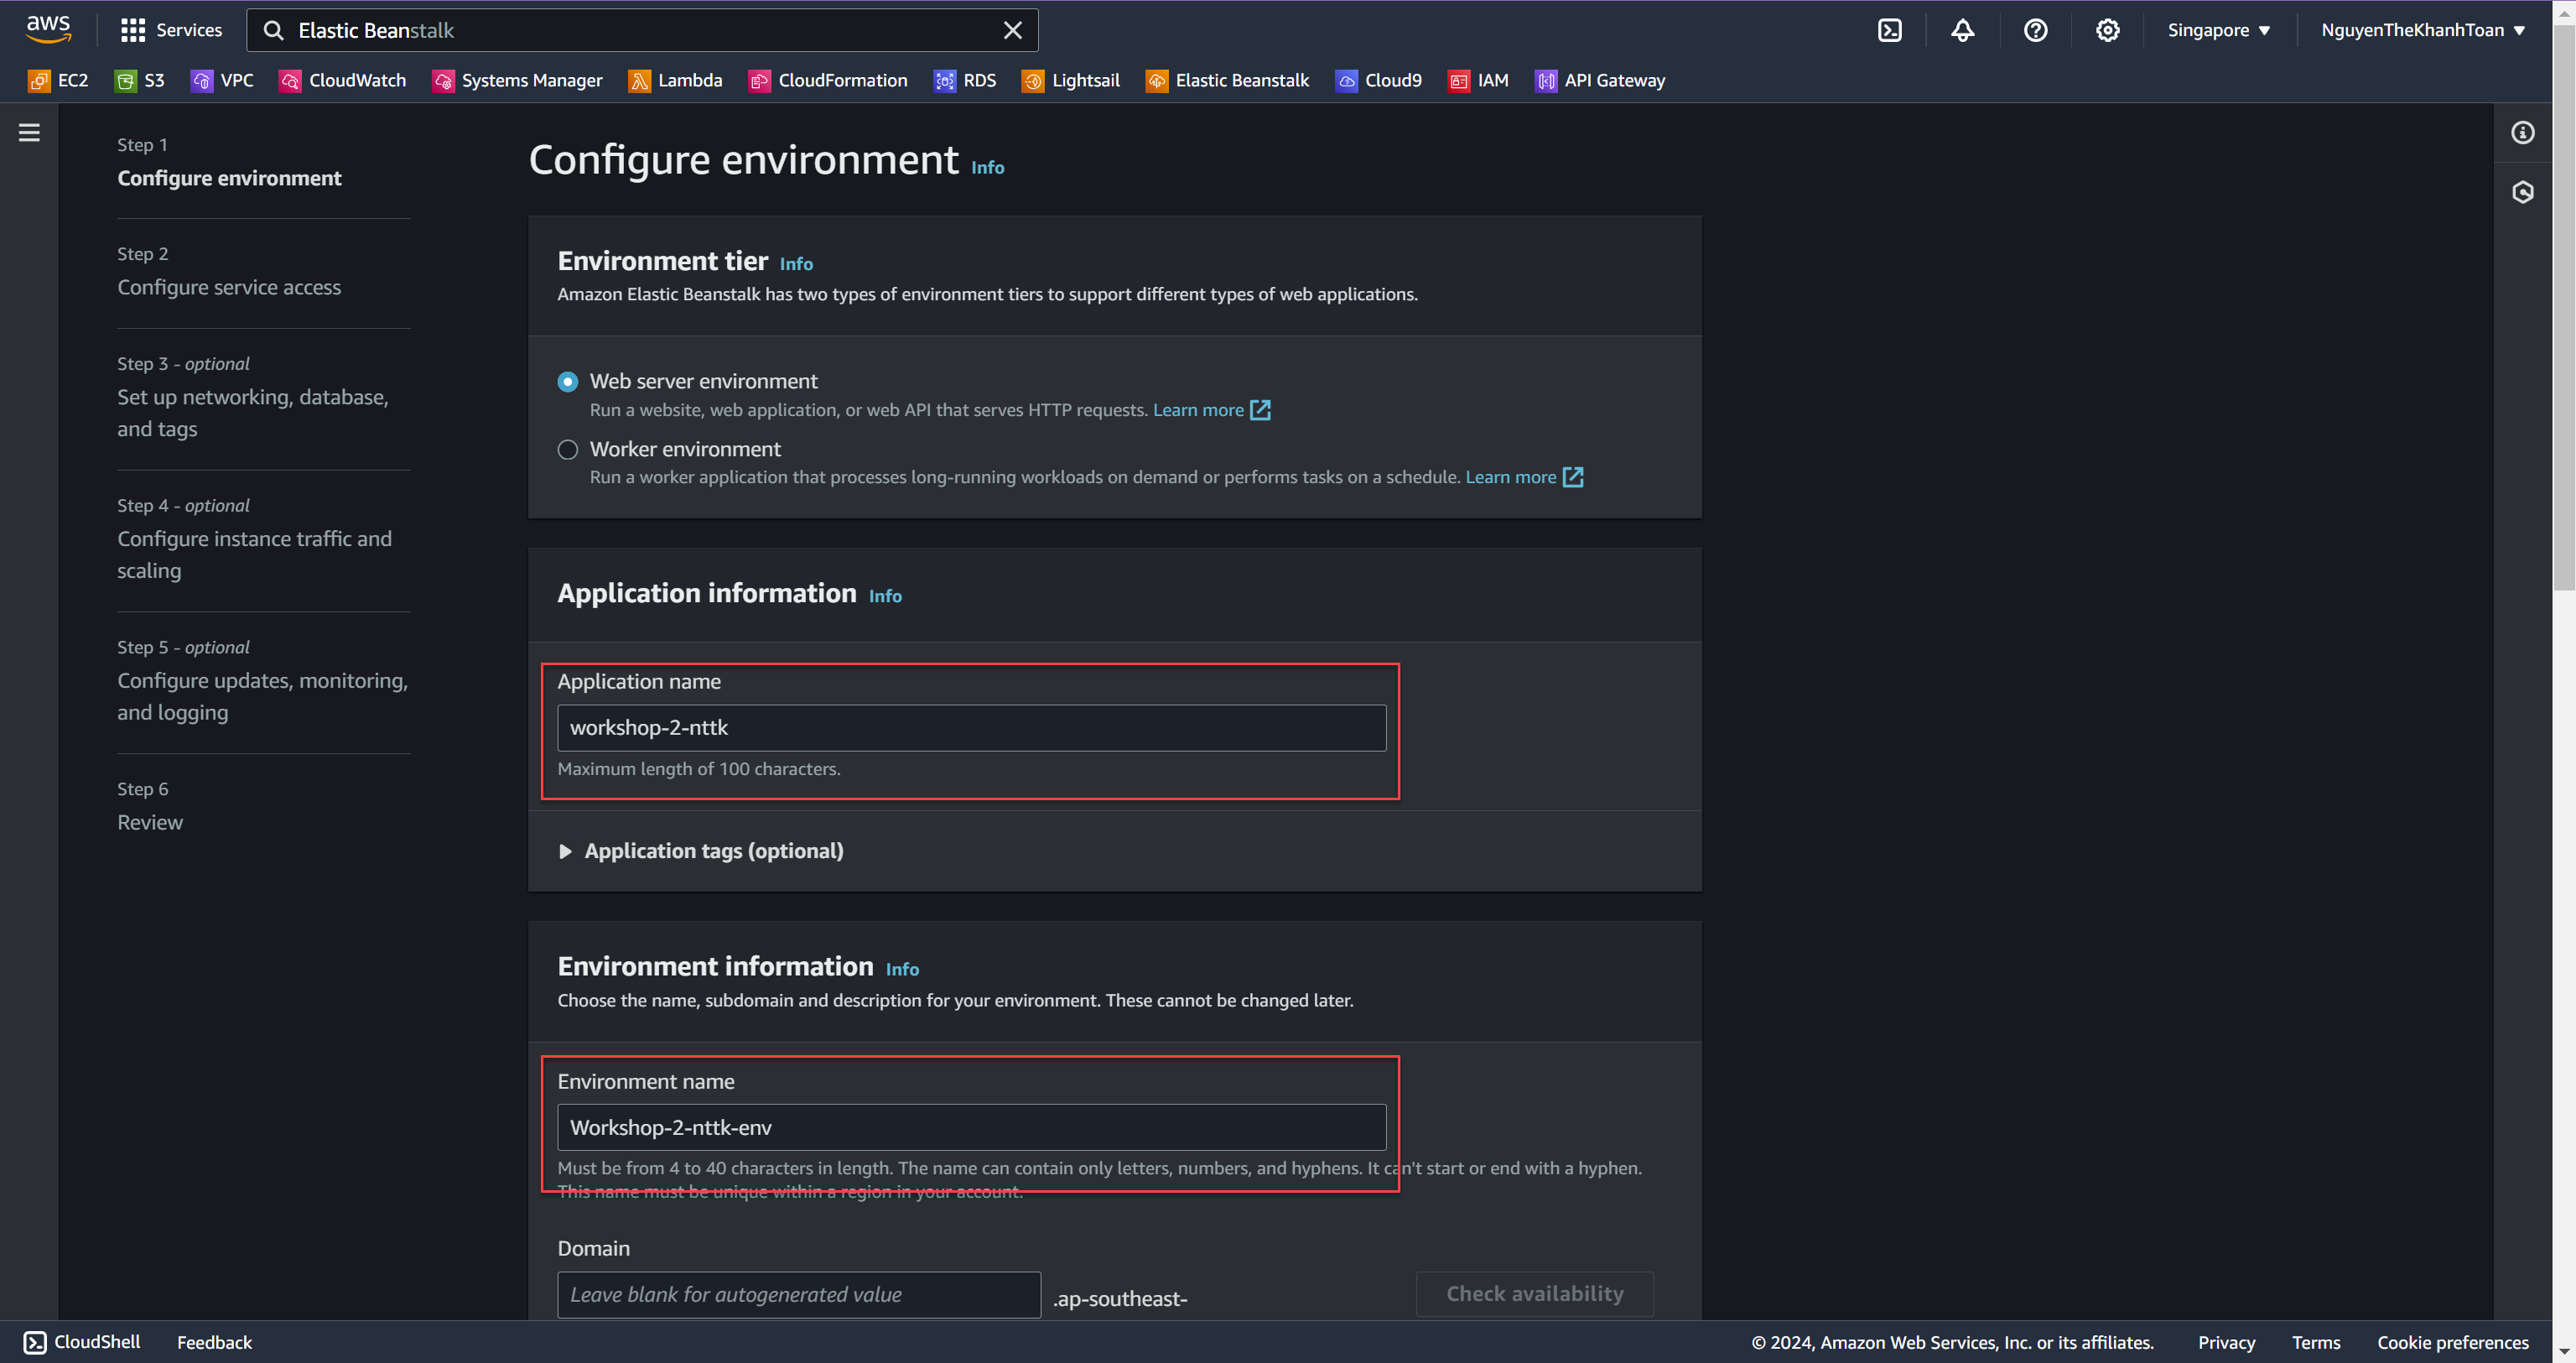 aws
Services
Elastic Beanstalk
Singapore
NguyenTheKhanhToan
EC2
S3
VPC
CloudWatch
Systems Manager
Lambda
CloudFormation
RDS
Lightsail
Elastic Beanstalk
Cloud9
IAM
API Gateway
Step 1
Configure environment
Step 2
Configure service access
Step 3 - optional
Set up networking, database,
and tags
Step 4 - optional
Configure instance traffic and
scaling
Step 5 - optional
Configure updates, monitoring,
and logging
Step 6
Review
Configure environment Info
Environment tier Info
Amazon Elastic Beanstalk has two types of environment tiers to support different types of web applications.
Web server environment
Run a website, web application, or web API that serves HTTP requests. Learn more
Worker environment
Run a worker application that processes long-running workloads on demand or performs tasks on a schedule. Learn more
Application information Info
Application name
workshop-2-nttk
Maximum length of 100 characters.
Application tags (optional)
Environment information Info
Choose the name, subdomain and description for your environment. These cannot be changed later.
Environment name
Workshop-2-nttk-env
Must be from 4 to 40 characters in length. The name can contain only letters, numbers, and hyphens. It can't start or end with a hyphen.
This name must be unique within a region in your account.
Domain
Leave blank for autogenerated value
.ap-southeast-
Check availability
CloudShell
Feedback
© 2024, Amazon Web Services, Inc. or its affiliates.
Privacy
Terms
Cookie preferences